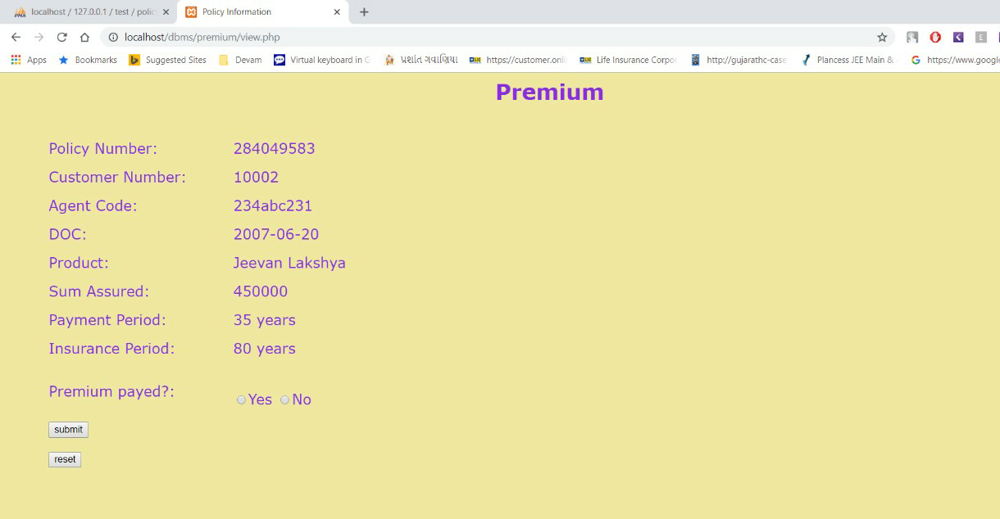 localhost / 127.0.0.1 / test / polic
Policy Information
localhost/dbms/premium/view.php
Apps Bookmarks Suggested Sites Devam Virtual keyboard in G પ્રશાંત ગવાણિયા https://customer.onli Life Insurance Corpor http://gujarathc-case Plancess JEE Main & https://www.google
Premium
Policy Number: 284049583
Customer Number: 10002
Agent Code: 234abc231
DOC: 2007-06-20
Product: Jeevan Lakshya
Sum Assured: 450000
Payment Period: 35 years
Insurance Period: 80 years
Premium payed?: Yes No
submit
reset